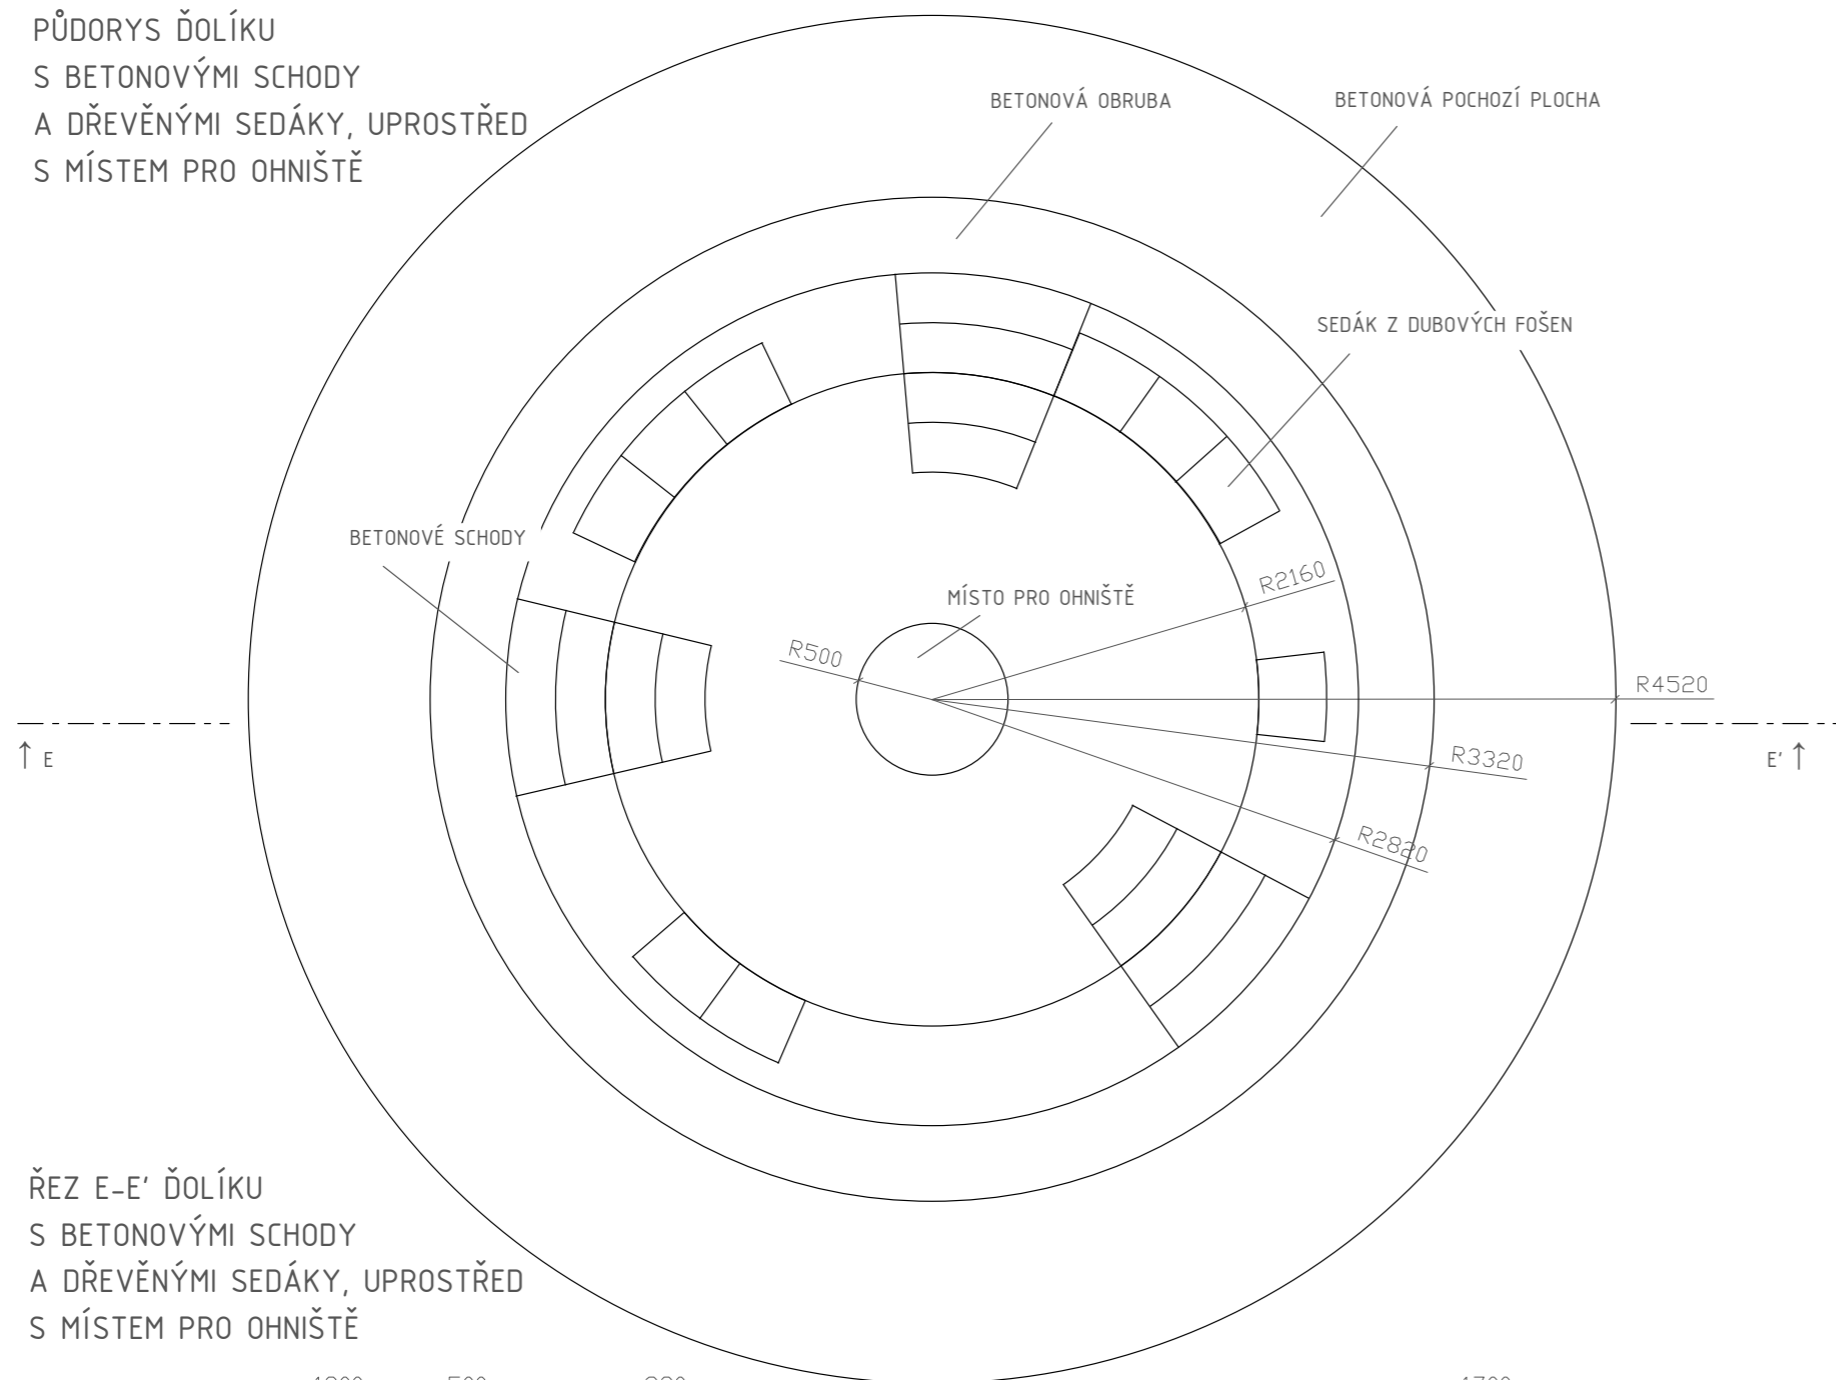 PŮDORYS ĎOLÍKU
S BETONOVÝMI SCHODY
A DŘEVĚNÝMI SEDÁKY, UPROSTŘED
S MÍSTEM PRO OHNIŠTĚ
BETONOVÁ OBRUBA
BETONOVÁ POCHOZÍ PLOCHA
SEDÁK Z DUBOVÝCH FOŠEN
BETONOVÉ SCHODY
MÍSTO PRO OHNIŠTĚ
R2160
R500
R4520
R3320
R2820
E
E'
ŘEZ E-E' ĎOLÍKU
S BETONOVÝMI SCHODY
A DŘEVĚNÝMI SEDÁKY, UPROSTŘED
S MÍSTEM PRO OHNIŠTĚ